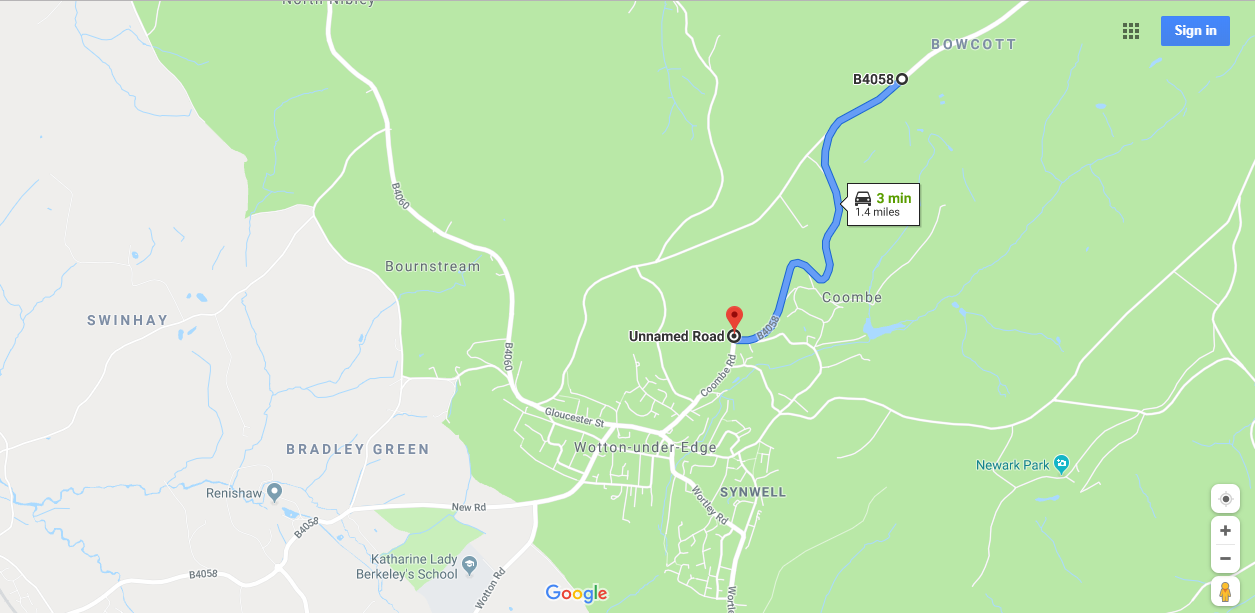 North Nibley
Sign in
BOWCOTT
B4058
3 min
1.4 miles
B4060
Bournstream
Coombe
SWINHAY
Unnamed Road
B4058
B4060
Coombe Rd
Gloucester St
Wotton-under-Edge
BRADLEY GREEN
Newark Park
SYNWELL
Renishaw
New Rd
Wortley Rd
B4058
Katharine Lady
Berkeley's School
B4058
Wotton Rd
Google